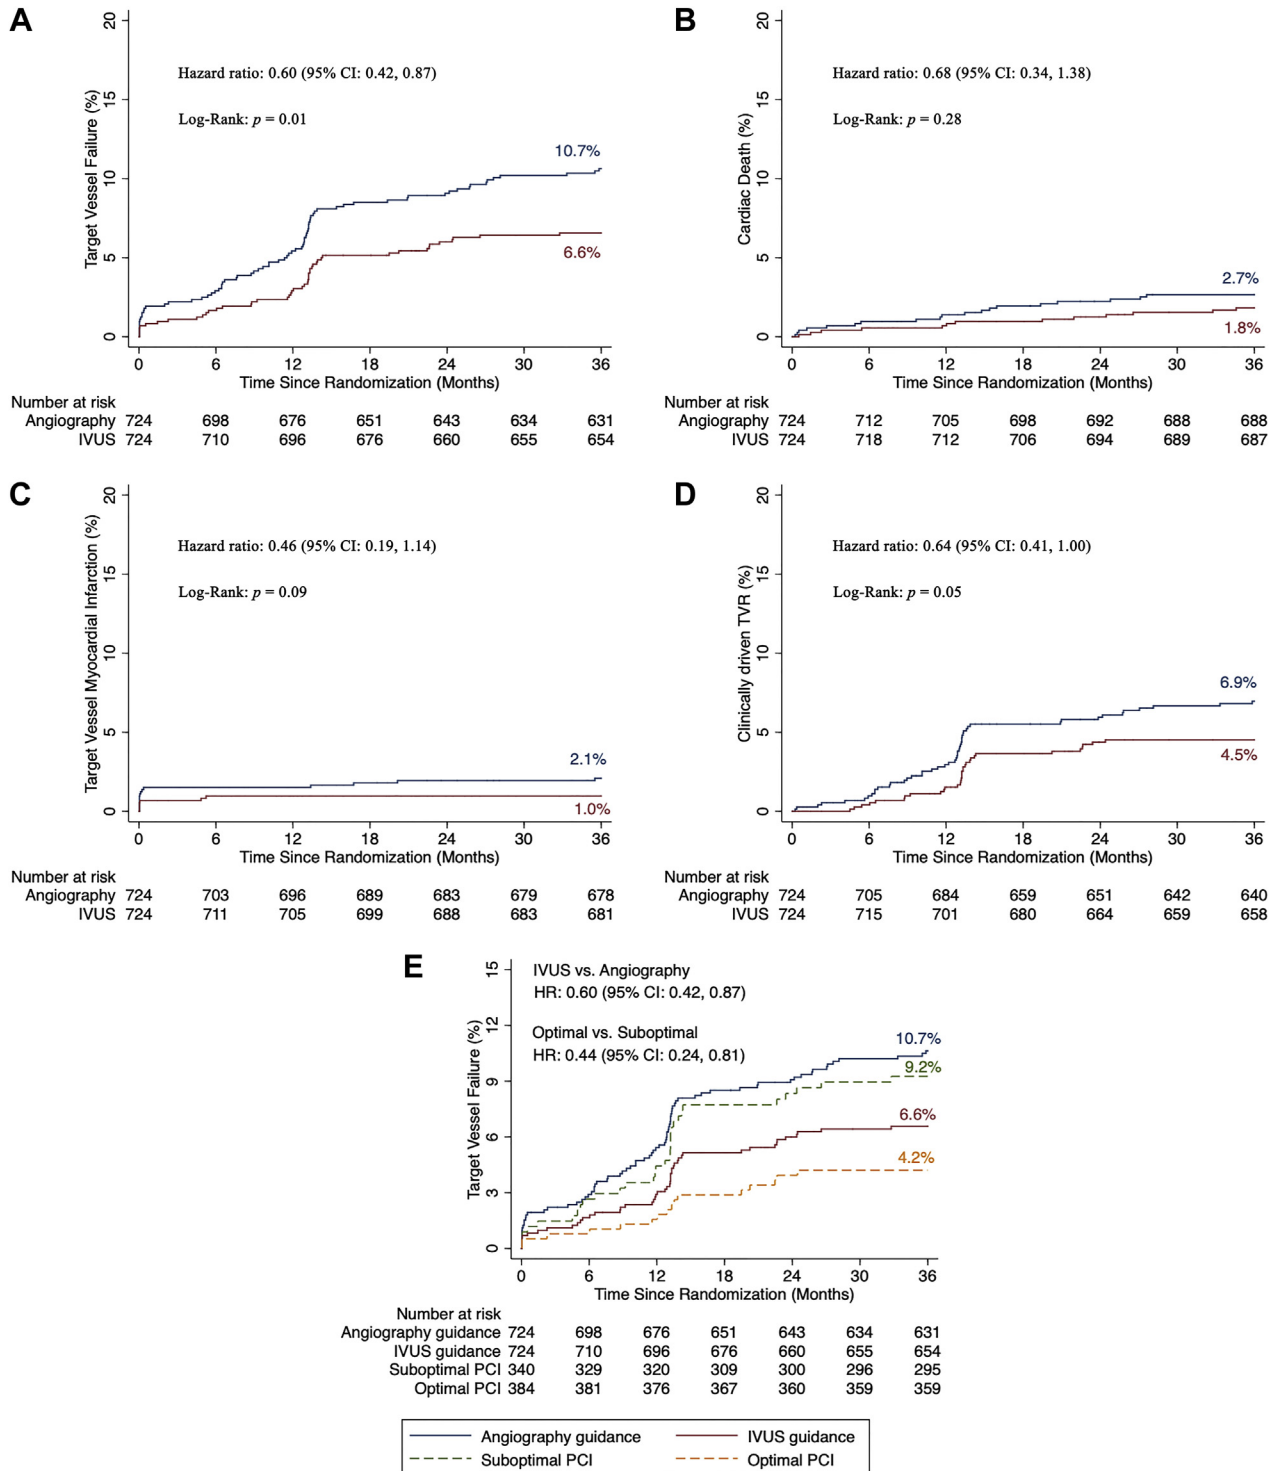 A
Target Vessel Failure (%)
20
15
10
5
0
Hazard ratio: 0.60 (95% CI: 0.42, 0.87)
Log-Rank: p = 0.01
10.7%
6.6%
0 6 12 18 24 30 36
Time Since Randomization (Months)
Number at risk
Angiography 724 698 676 651 643 634 631
IVUS 724 710 696 676 660 655 654
B
Cardiac Death (%)
20
15
10
5
0
Hazard ratio: 0.68 (95% CI: 0.34, 1.38)
Log-Rank: p = 0.28
2.7%
1.8%
0 6 12 18 24 30 36
Time Since Randomization (Months)
Number at risk
Angiography 724 712 705 698 692 688 688
IVUS 724 718 712 706 694 689 687
C
Target Vessel Myocardial Infarction (%)
20
15
10
5
0
Hazard ratio: 0.46 (95% CI: 0.19, 1.14)
Log-Rank: p = 0.09
2.1%
1.0%
0 6 12 18 24 30 36
Time Since Randomization (Months)
Number at risk
Angiography 724 703 696 689 683 679 678
IVUS 724 711 705 699 688 683 681
D
Clinically driven TVR (%)
20
15
10
5
0
Hazard ratio: 0.64 (95% CI: 0.41, 1.00)
Log-Rank: p = 0.05
6.9%
4.5%
0 6 12 18 24 30 36
Time Since Randomization (Months)
Number at risk
Angiography 724 705 684 659 651 642 640
IVUS 724 715 701 680 664 659 658
E
Target Vessel Failure (%)
15
12
9
6
3
0
IVUS vs. Angiography
HR: 0.60 (95% CI: 0.42, 0.87)
Optimal vs. Suboptimal
HR: 0.44 (95% CI: 0.24, 0.81)
10.7%
9.2%
6.6%
4.2%
0 6 12 18 24 30 36
Time Since Randomization (Months)
Number at risk
Angiography guidance 724 698 676 651 643 634 631
IVUS guidance 724 710 696 676 660 655 654
Suboptimal PCI 340 329 320 309 300 296 295
Optimal PCI 384 381 376 367 360 359 359
Angiography guidance IVUS guidance
Suboptimal PCI Optimal PCI